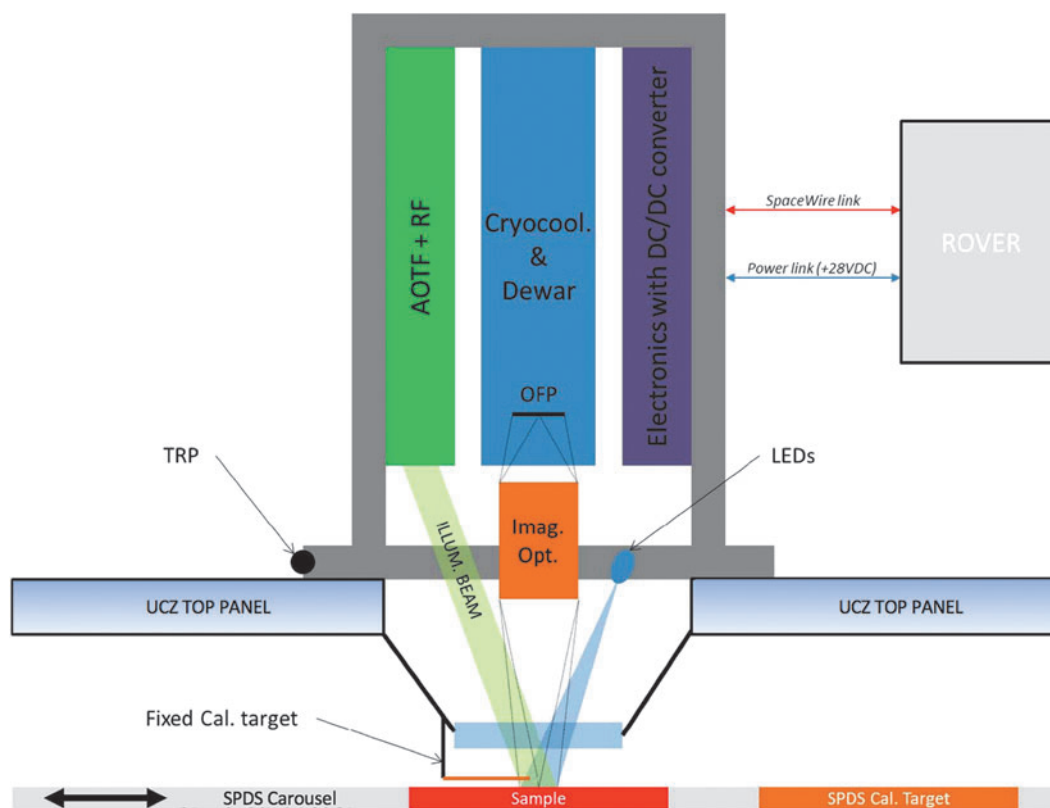 AOTF + RF
Cryocool.
&
Dewar
Electronics with DC/DC converter
SpaceWire link
ROVER
Power link (+28VDC)
OFP
TRP
LEDs
Imag.
Opt.
ILLUM. BEAM
UCZ TOP PANEL
UCZ TOP PANEL
Fixed Cal. target
SPDS Carousel
Sample
SPDS Cal. Target